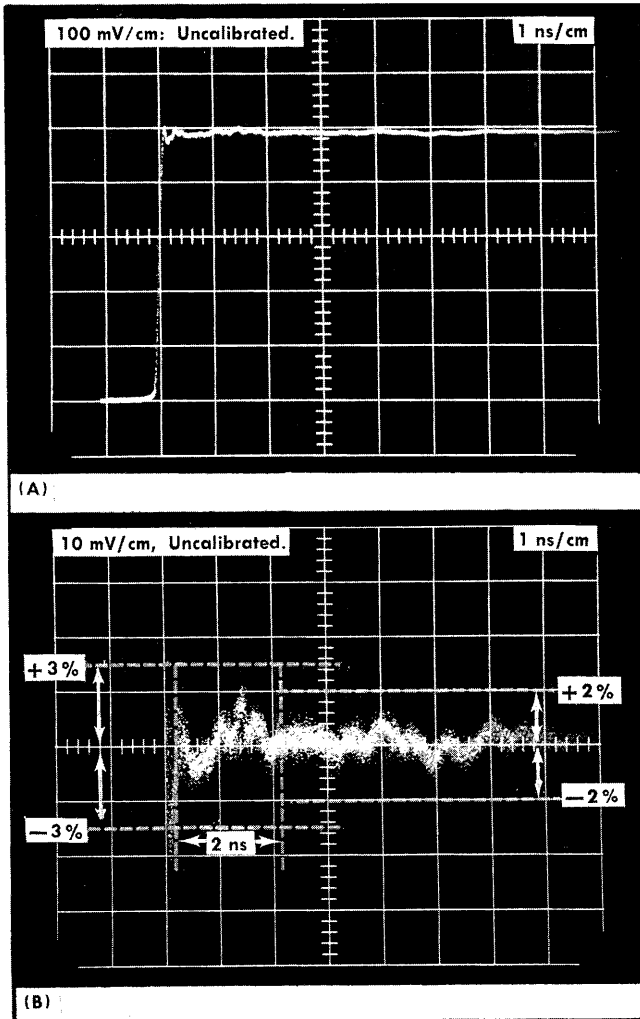 100 mV/cm: Uncalibrated.
1 ns/cm
(A)
10 mV/cm, Uncalibrated.
1 ns/cm
+3%
+2%
−2%
−3%
2 ns
(B)